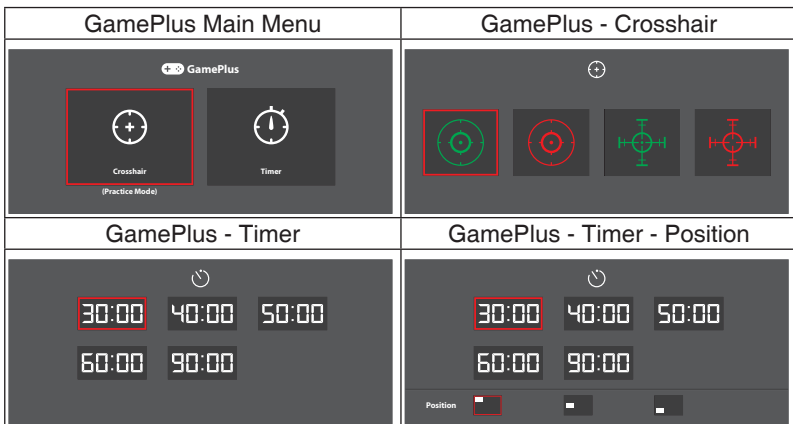 GamePlus Main Menu
GamePlus - Crosshair
GamePlus
Crosshair
Timer
(Practice Mode)
GamePlus - Timer
GamePlus - Timer - Position
30:00 40:00 50:00
60:00 90:00
30:00 40:00 50:00
60:00 90:00
Position